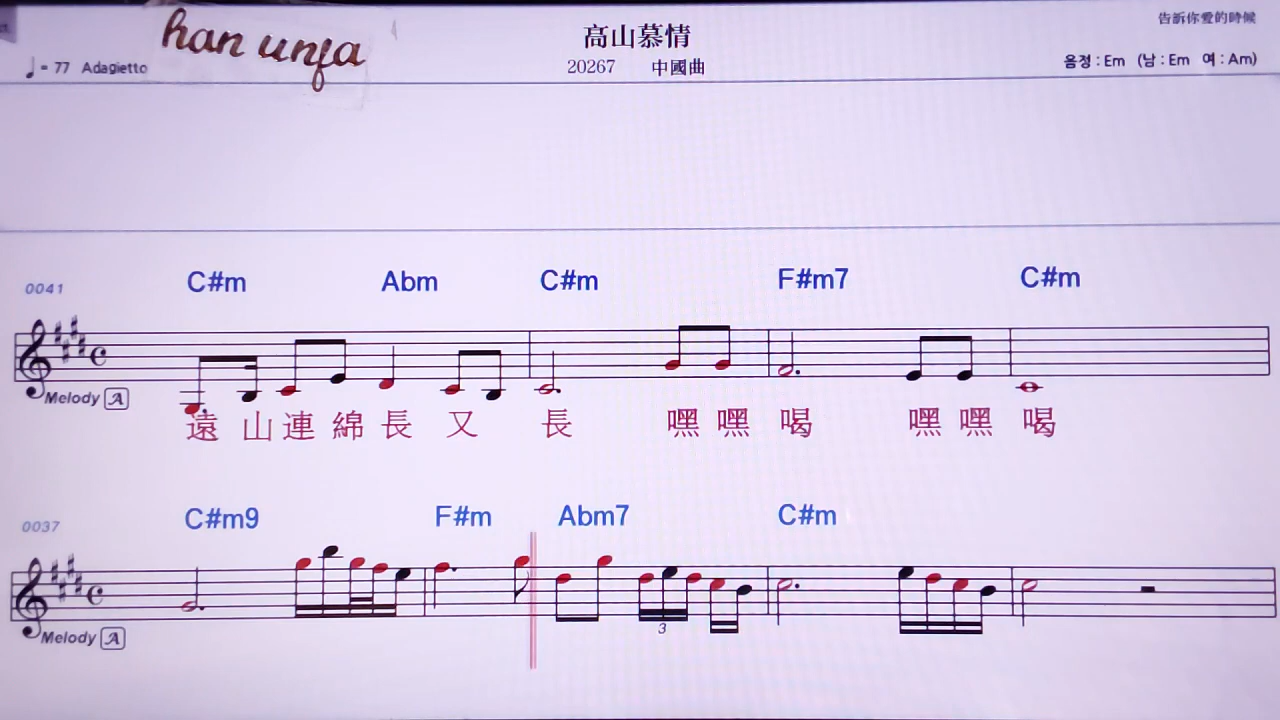 告訴你愛的時候
han unfa
高山慕情
♩= 77 Adagietto
20267 中國曲
음정 : Em (남 : Em 여 : Am)
C#m Abm C#m F#m7 C#m
0041
Melody A
遠 山 連 綿 長 又 長 嘿 嘿 喝 嘿 嘿 喝
C#m9 F#m Abm7 C#m
0037
Melody A
3